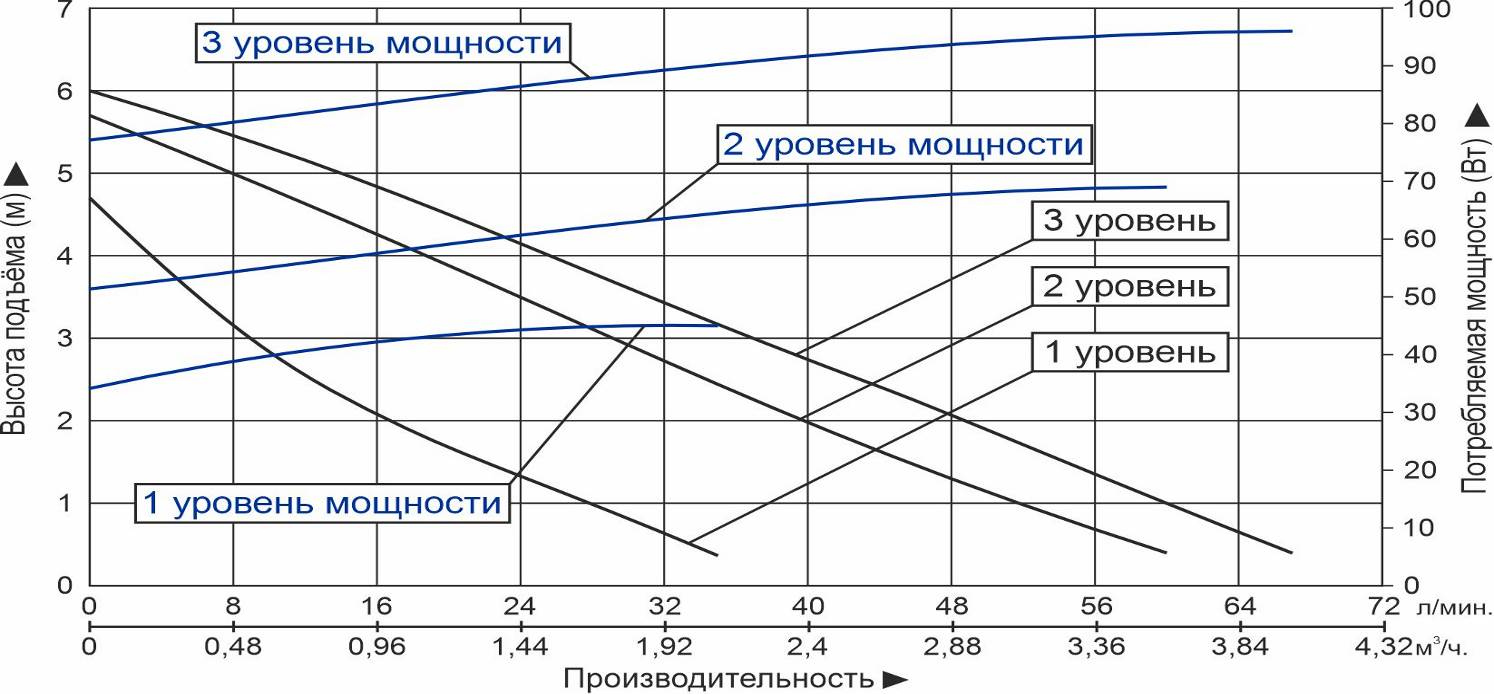 7
100
3 уровень мощности
90
6
80
2 уровень мощности
5
70
3 уровень
60
4
2 уровень
50
3
1 уровень
40
2
30
20
1 уровень мощности
1
10
0
0
Высота подъёма (м) ▲
Потребляемая мощность (Вт) ▲
0 8 16 24 32 40 48 56 64 72 л/мин.
0 0,48 0,96 1,44 1,92 2,4 2,88 3,36 3,84 4,32 м³/ч.
Производительность ►